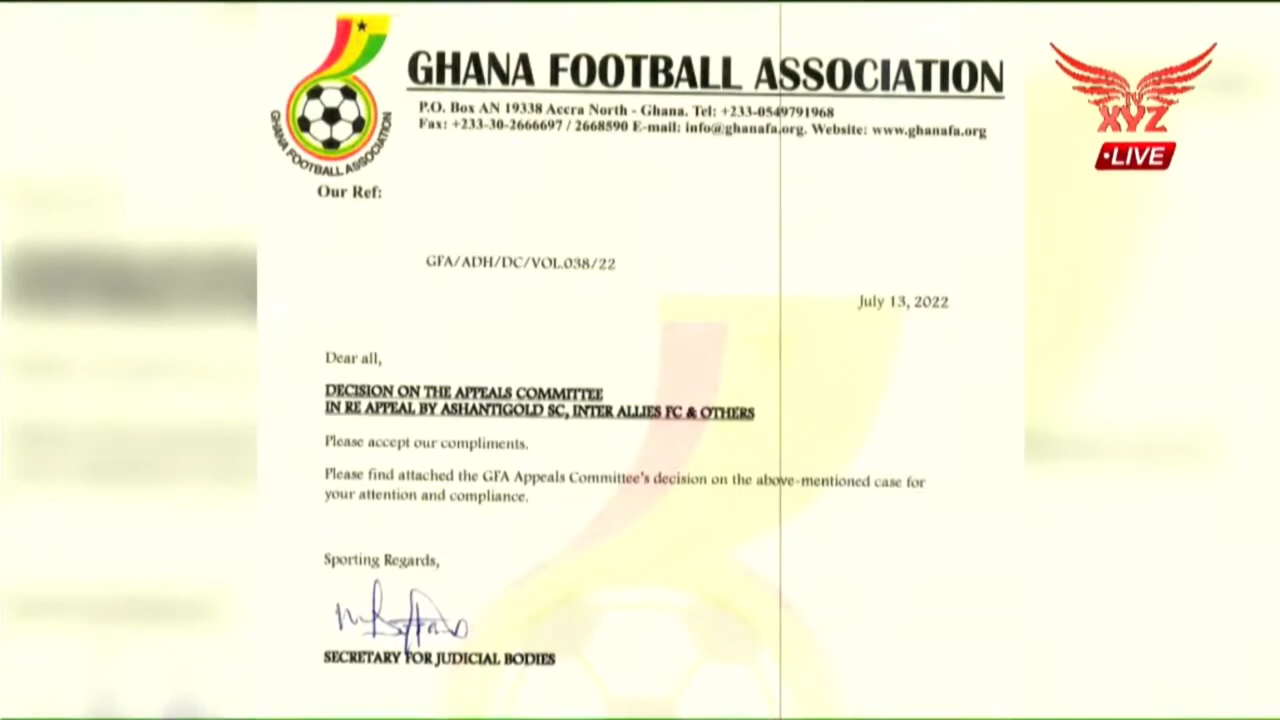 GHANA FOOTBALL ASSOCIATION
P.O. Box AN 19338 Accra North - Ghana. Tel: +233-0549791968
Fax: +233-30-2666697 / 2668590 E-mail: info@ghanafa.org. Website: www.ghanafa.org
GHANA FOOTBALL ASSOCIATION
XYZ
LIVE
Our Ref:
GFA/ADH/DC/VOL.038/22
July 13, 2022
Dear all,
DECISION ON THE APPEALS COMMITTEE
IN RE APPEAL BY ASHANTIGOLD SC, INTER ALLIES FC & OTHERS
Please accept our compliments.
Please find attached the GFA Appeals Committee's decision on the above-mentioned case for
your attention and compliance.
Sporting Regards,
SECRETARY FOR JUDICIAL BODIES